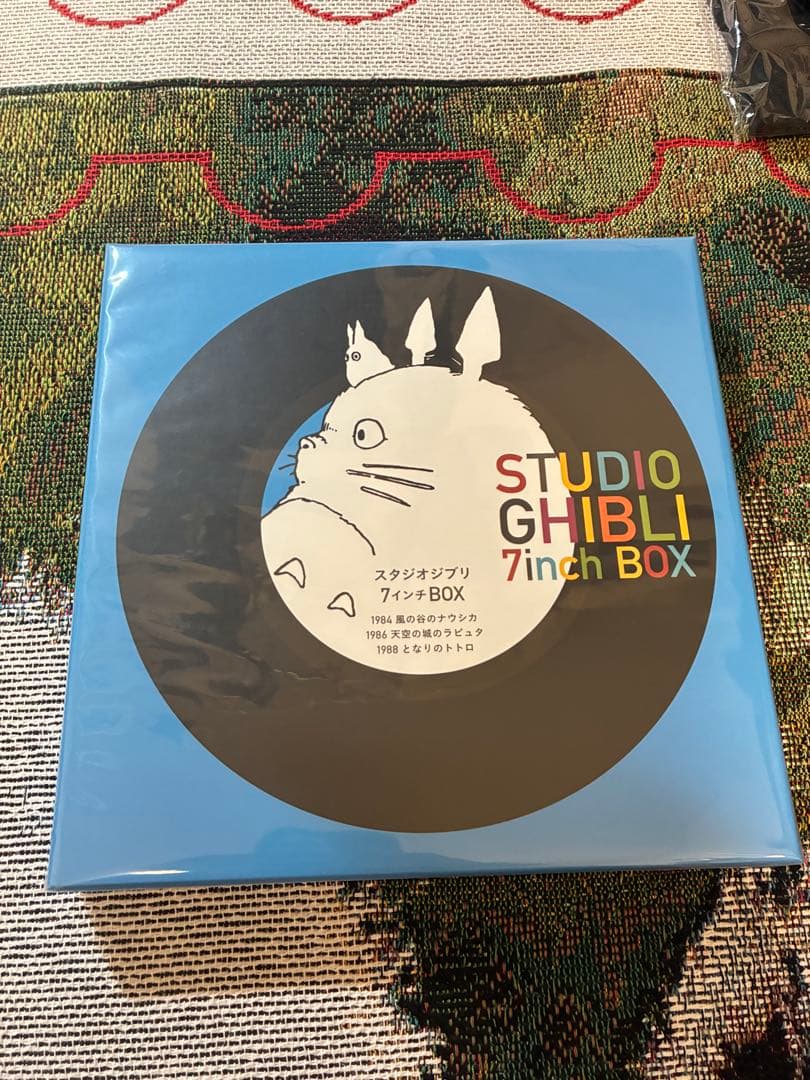 STUDIO
GHIBLI
7inch BOX
スタジオジブリ
7インチBOX
1984 風の谷のナウシカ
1986 天空の城のラピュタ
1988 となりのトトロ